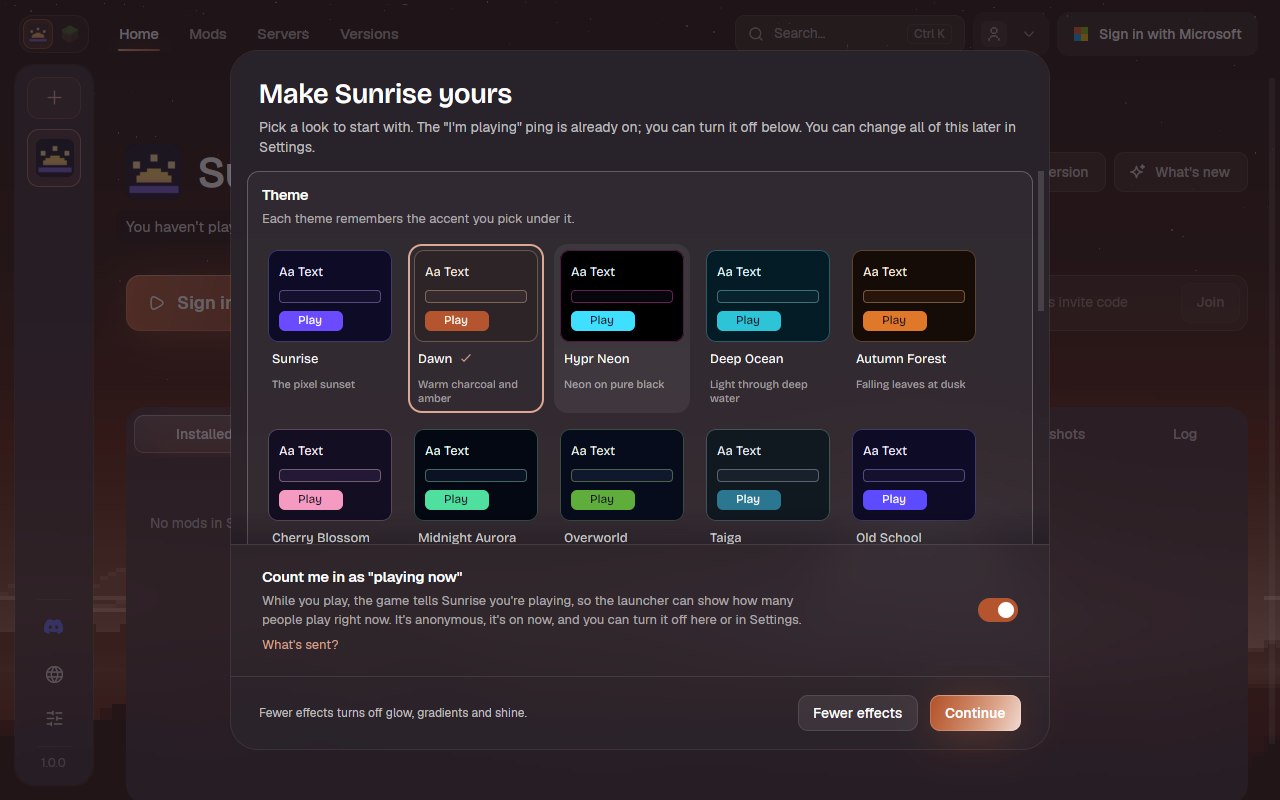 Home Mods Servers Versions Search... Ctrl K Sign in with Microsoft
Make Sunrise yours
Pick a look to start with. The "I'm playing" ping is already on; you can turn it off below. You can change all of this later in
Settings.
ersion What's new
You haven't play
Sign in
s invite code Join
Installed
shots Log
No mods in S
Theme
Each theme remembers the accent you pick under it.
Aa Text Aa Text Aa Text Aa Text Aa Text
Play Play Play Play Play
Sunrise Dawn Hypr Neon Deep Ocean Autumn Forest
The pixel sunset Warm charcoal and Neon on pure black Light through deep Falling leaves at dusk
amber water
Aa Text Aa Text Aa Text Aa Text Aa Text
Play Play Play Play Play
Cherry Blossom Midnight Aurora Overworld Taiga Old School
Count me in as "playing now"
While you play, the game tells Sunrise you're playing, so the launcher can show how many
people play right now. It's anonymous, it's on now, and you can turn it off here or in Settings.
What's sent?
Fewer effects turns off glow, gradients and shine. Fewer effects Continue
1.0.0